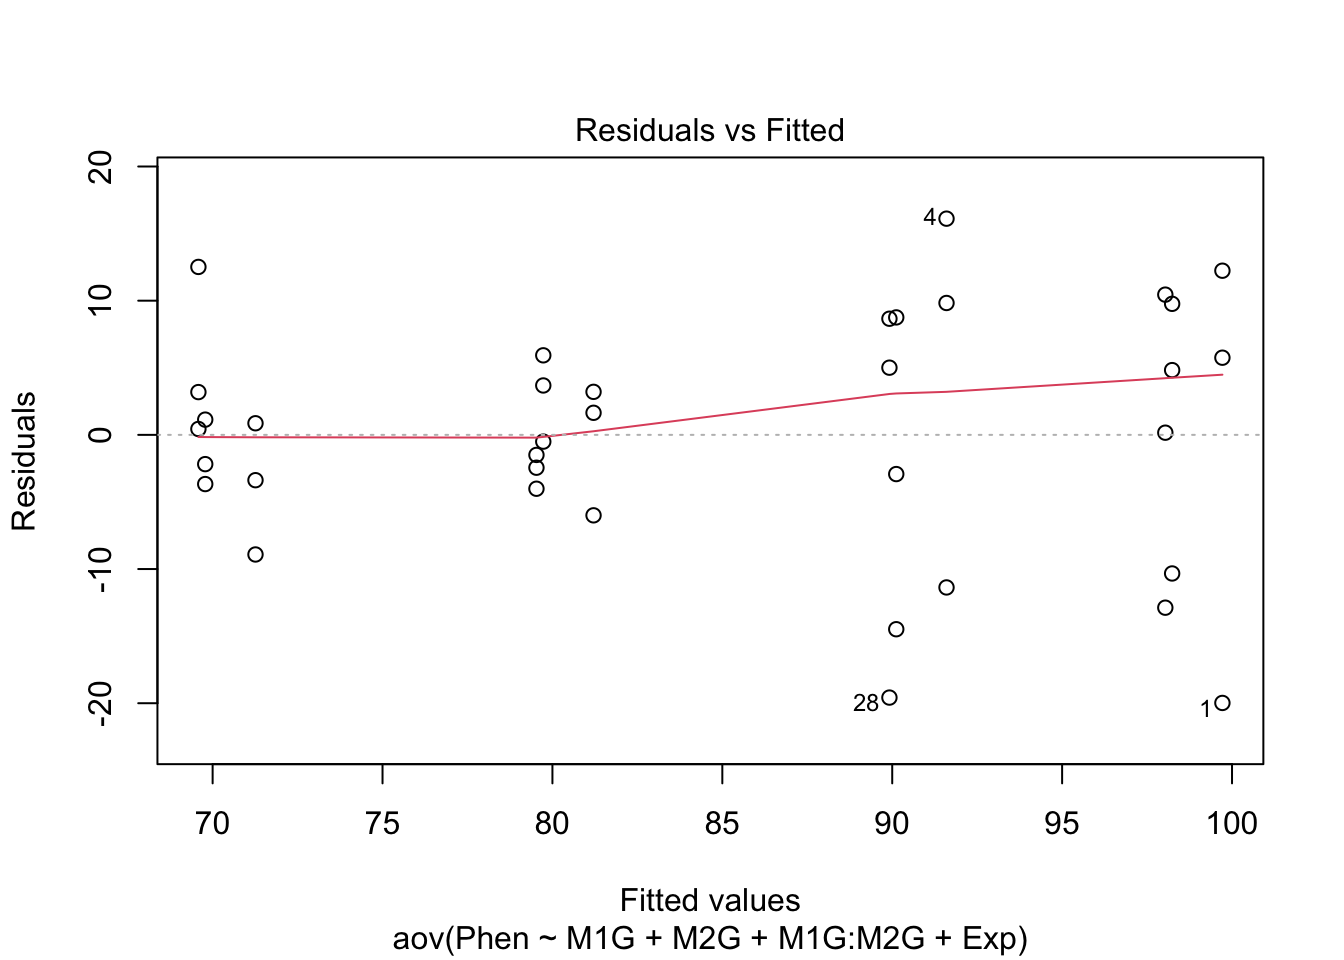 Residuals vs Fitted
20
10
0
-10
-20
Residuals
4
28
1
70 75 80 85 90 95 100
Fitted values
aov(Phen ~ M1G + M2G + M1G:M2G + Exp)